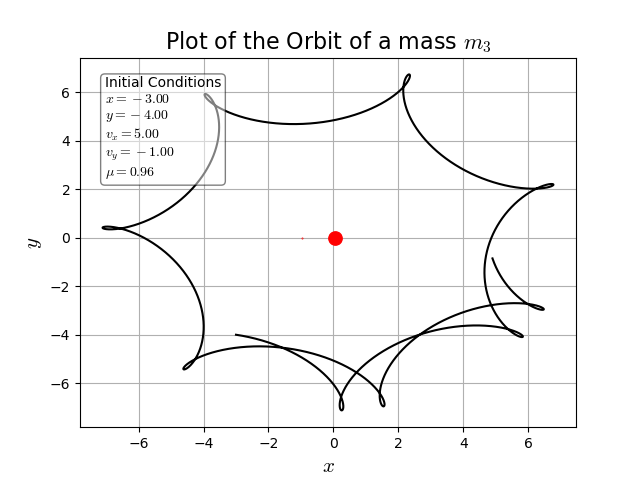 Plot of the Orbit of a mass m₃
Initial Conditions
x = −3.00
y = −4.00
vₓ = 5.00
v_y = −1.00
μ = 0.96
6
4
2
0
−2
−4
−6
y
−6
−4
−2
0
2
4
6
x